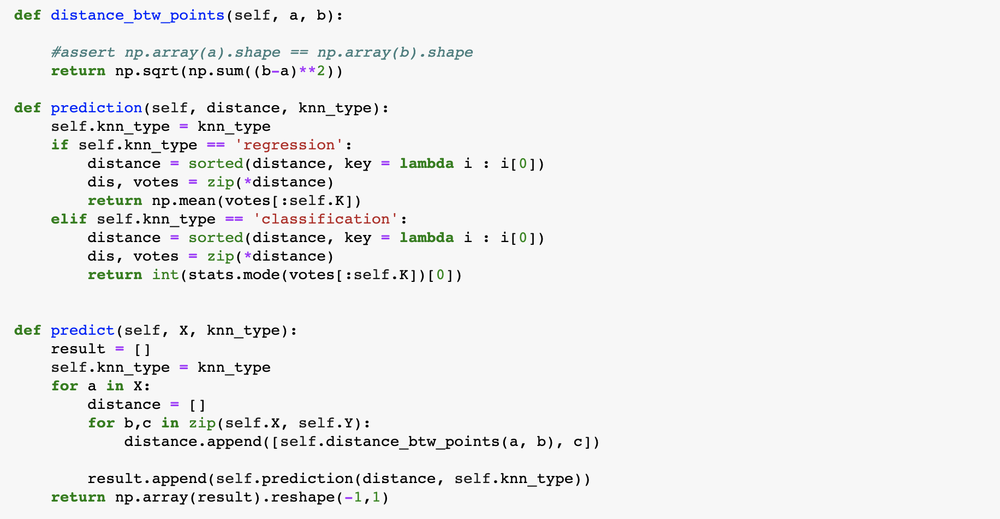 def distance_btw_points(self, a, b):
#assert np.array(a).shape == np.array(b).shape
return np.sqrt(np.sum((b-a)**2))
def prediction(self, distance, knn_type):
self.knn_type = knn_type
if self.knn_type == 'regression':
distance = sorted(distance, key = lambda i : i[0])
dis, votes = zip(*distance)
return np.mean(votes[:self.K])
elif self.knn_type == 'classification':
distance = sorted(distance, key = lambda i : i[0])
dis, votes = zip(*distance)
return int(stats.mode(votes[:self.K])[0])
def predict(self, X, knn_type):
result = []
self.knn_type = knn_type
for a in X:
distance = []
for b,c in zip(self.X, self.Y):
distance.append([self.distance_btw_points(a, b), c])
result.append(self.prediction(distance, self.knn_type))
return np.array(result).reshape(-1,1)